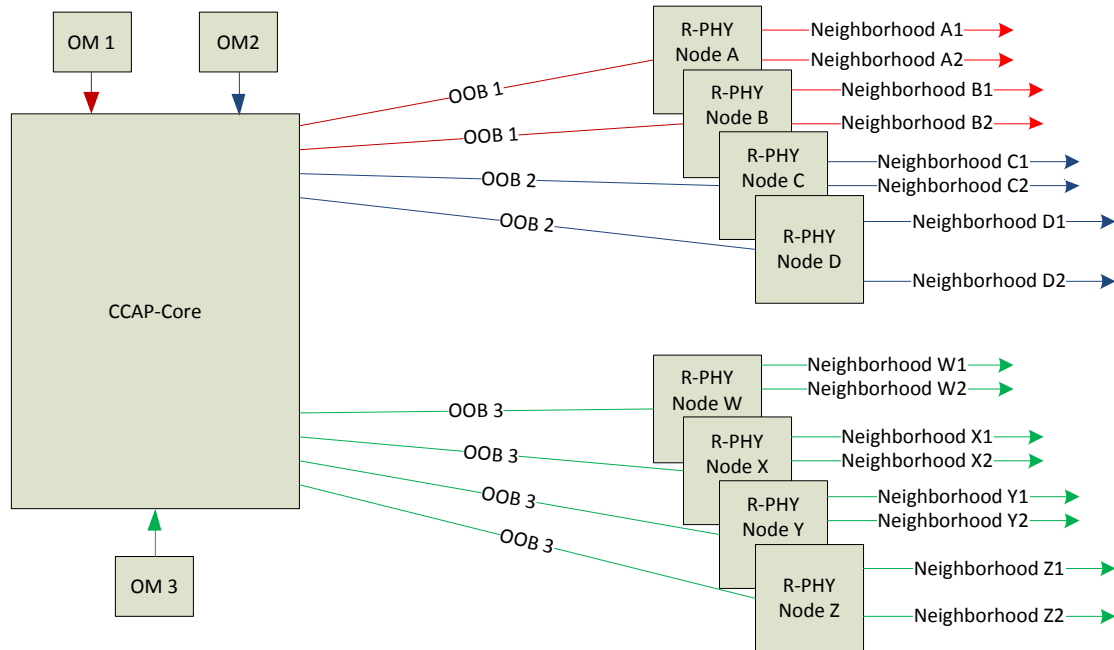 OM 1
OM2
CCAP-Core
OM 3
OOB 1
OOB 1
OOB 2
OOB 2
OOB 3
OOB 3
OOB 3
OOB 3
R-PHY
Node A
R-PHY
Node B
R-PHY
Node C
R-PHY
Node D
R-PHY
Node W
R-PHY
Node X
R-PHY
Node Y
R-PHY
Node Z
Neighborhood A1
Neighborhood A2
Neighborhood B1
Neighborhood B2
Neighborhood C1
Neighborhood C2
Neighborhood D1
Neighborhood D2
Neighborhood W1
Neighborhood W2
Neighborhood X1
Neighborhood X2
Neighborhood Y1
Neighborhood Y2
Neighborhood Z1
Neighborhood Z2